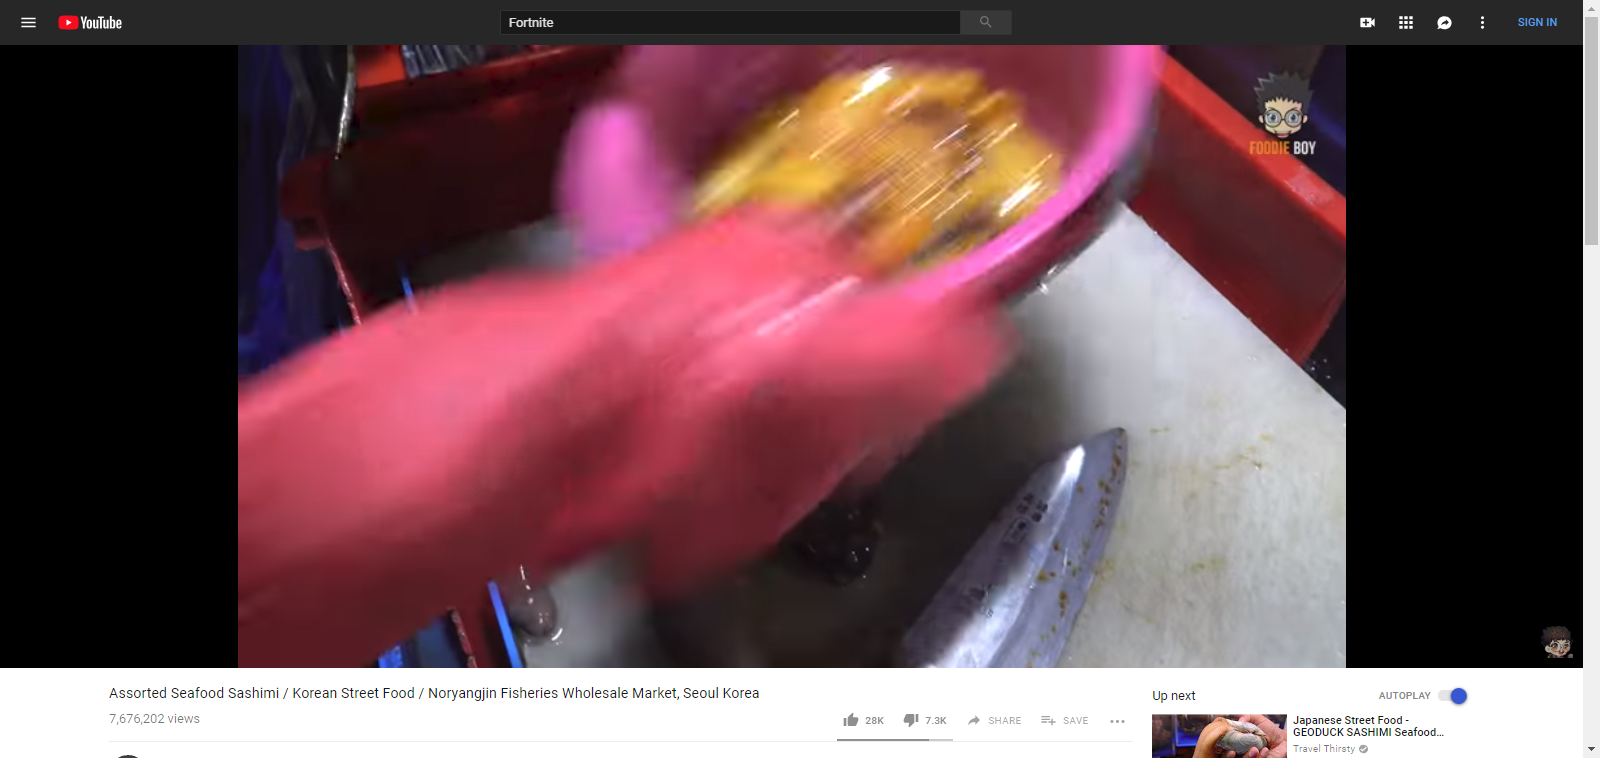 YouTube
Fortnite
SIGN IN
FOODIE BOY
Assorted Seafood Sashimi / Korean Street Food / Noryangjin Fisheries Wholesale Market, Seoul Korea
7,676,202 views
28K
7.3K
SHARE
SAVE
Up next
AUTOPLAY
Japanese Street Food -
GEODUCK SASHIMI Seafood...
Travel Thirsty